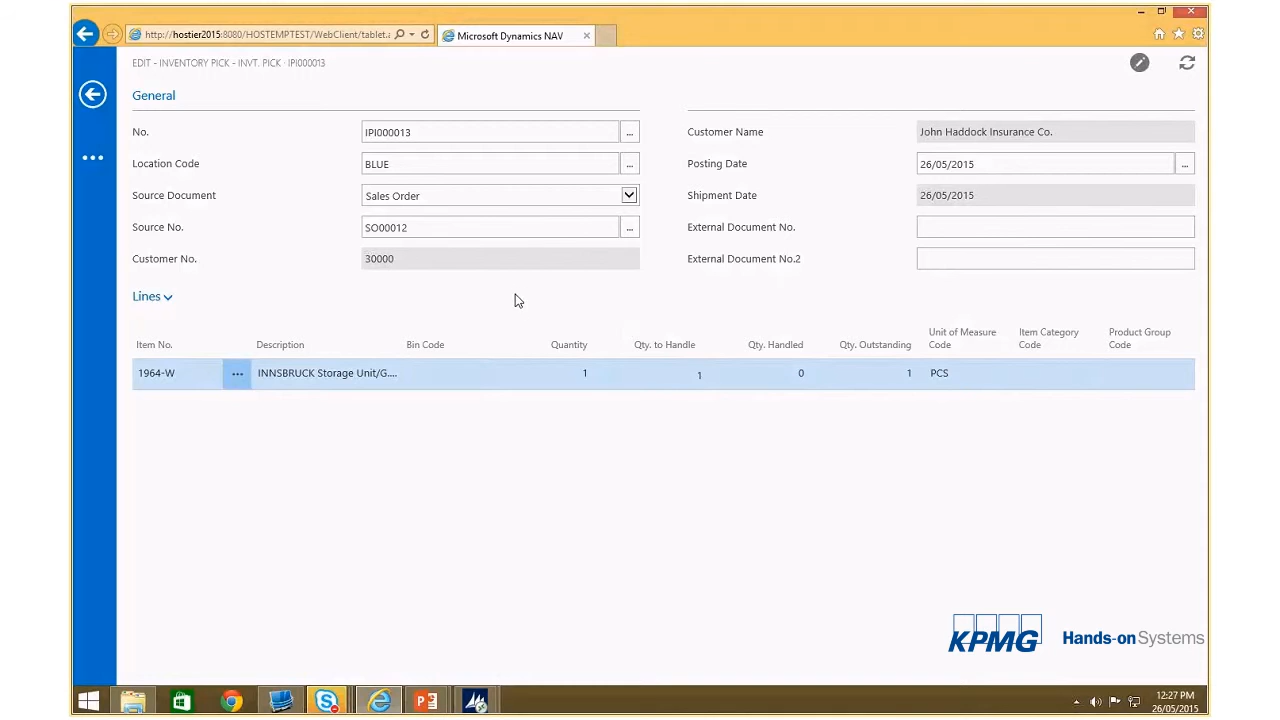 http://hostier2015:8080/HOSTEMPTEST/WebClient/tablet.a
Microsoft Dynamics NAV
EDIT - INVENTORY PICK - INVT. PICK · IPI000013
General
No. IPI000013 ... Customer Name John Haddock Insurance Co.
Location Code BLUE ... Posting Date 26/05/2015 ...
Source Document Sales Order Shipment Date 26/05/2015
Source No. SO00012 ... External Document No.
Customer No. 30000 External Document No.2
Lines
Item No. Description Bin Code Quantity Qty. to Handle Qty. Handled Qty. Outstanding Unit of Measure Code Item Category Code Product Group Code
1964-W ... INNSBRUCK Storage Unit/G.... 1 1 0 1 PCS
KPMG Hands-on Systems
12:27 PM
26/05/2015